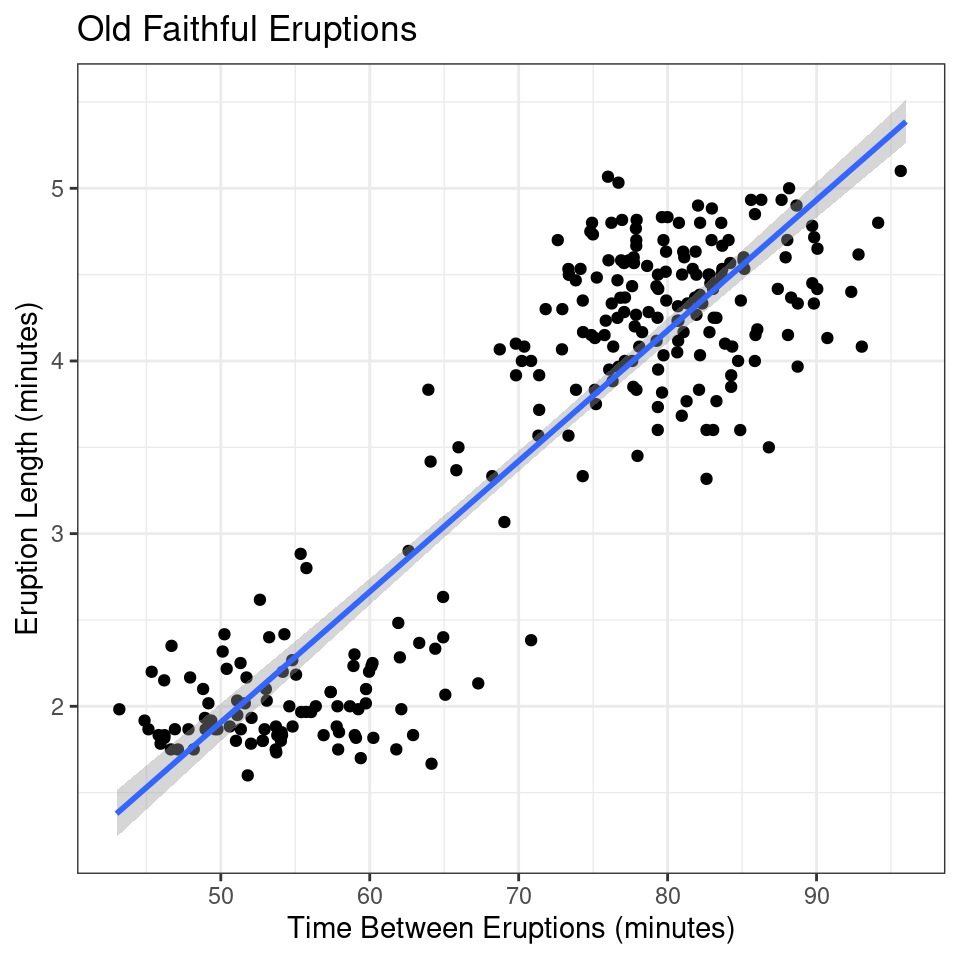 Old Faithful Eruptions
Eruption Length (minutes)
5
4
3
2
50 60 70 80 90
Time Between Eruptions (minutes)